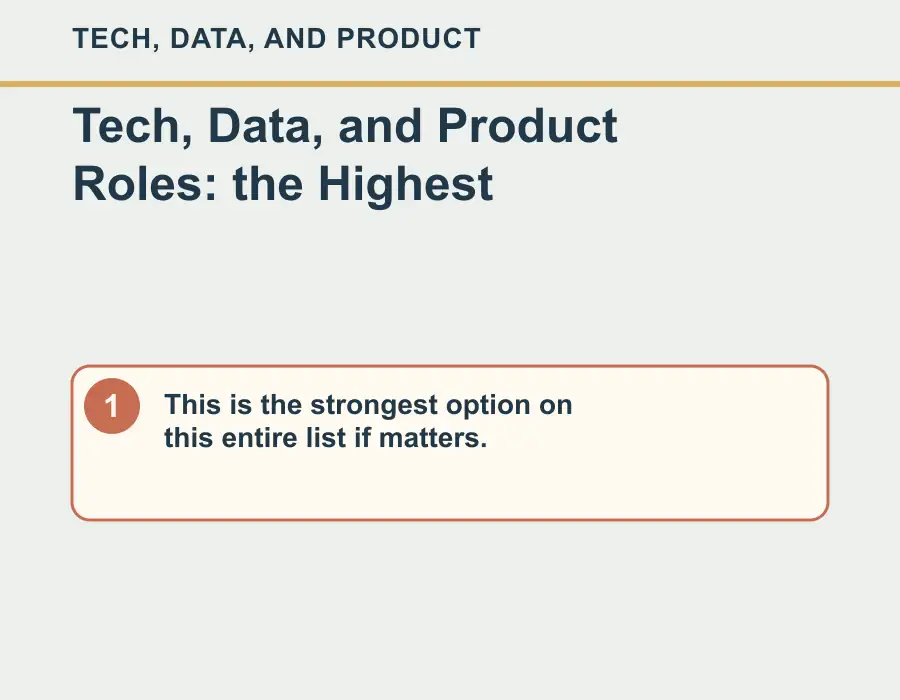 TECH, DATA, AND PRODUCT
Tech, Data, and Product
Roles: the Highest
1
This is the strongest option on
this entire list if matters.